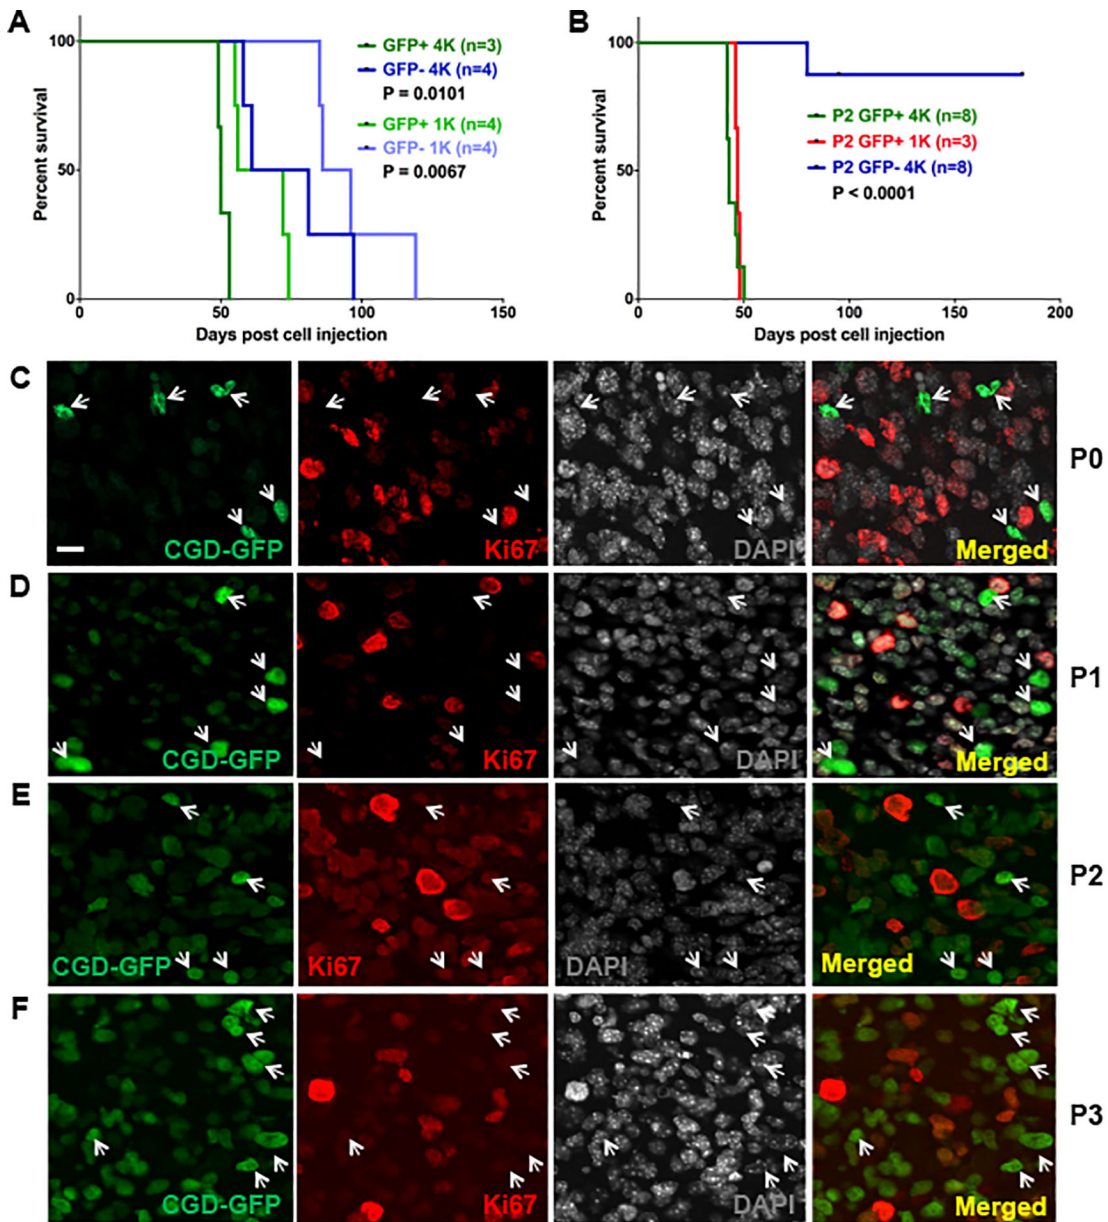 A
B
100
50
0
Percent survival
GFP+ 4K (n=3)
GFP- 4K (n=4)
P = 0.0101
GFP+ 1K (n=4)
GFP- 1K (n=4)
P = 0.0067
0
50
100
150
Days post cell injection
100
50
0
Percent survival
P2 GFP+ 4K (n=8)
P2 GFP+ 1K (n=3)
P2 GFP- 4K (n=8)
P < 0.0001
0
50
100
150
200
Days post cell injection
C
CGD-GFP
Ki67
DAPI
Merged
P0
D
CGD-GFP
Ki67
DAPI
Merged
P1
E
CGD-GFP
Ki67
DAPI
Merged
P2
F
CGD-GFP
Ki67
DAPI
Merged
P3